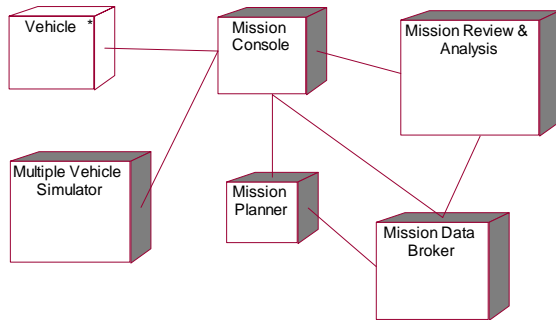 Vehicle *
Mission
Console
Mission Review &
Analysis
Multiple Vehicle
Simulator
Mission
Planner
Mission Data
Broker